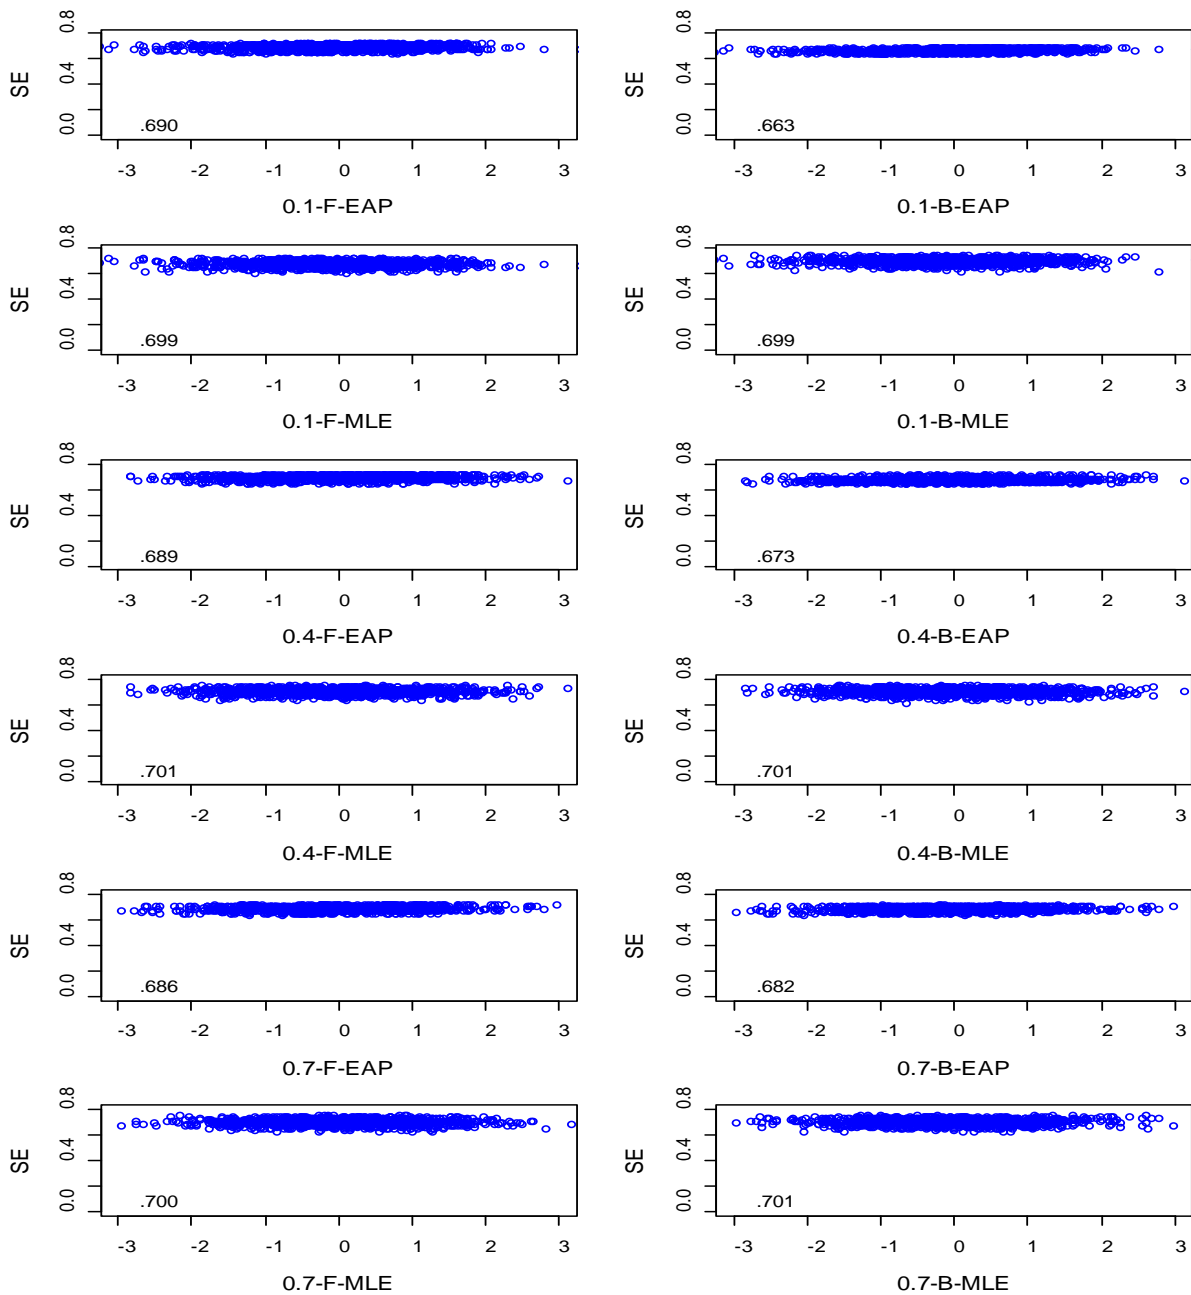 SE 0.0 0.4 0.8 .690 -3 -2 -1 0 1 2 3 0.1-F-EAP
SE 0.0 0.4 0.8 .663 -3 -2 -1 0 1 2 3 0.1-B-EAP
SE 0.0 0.4 0.8 .699 -3 -2 -1 0 1 2 3 0.1-F-MLE
SE 0.0 0.4 0.8 .699 -3 -2 -1 0 1 2 3 0.1-B-MLE
SE 0.0 0.4 0.8 .689 -3 -2 -1 0 1 2 3 0.4-F-EAP
SE 0.0 0.4 0.8 .673 -3 -2 -1 0 1 2 3 0.4-B-EAP
SE 0.0 0.4 0.8 .701 -3 -2 -1 0 1 2 3 0.4-F-MLE
SE 0.0 0.4 0.8 .701 -3 -2 -1 0 1 2 3 0.4-B-MLE
SE 0.0 0.4 0.8 .686 -3 -2 -1 0 1 2 3 0.7-F-EAP
SE 0.0 0.4 0.8 .682 -3 -2 -1 0 1 2 3 0.7-B-EAP
SE 0.0 0.4 0.8 .700 -3 -2 -1 0 1 2 3 0.7-F-MLE
SE 0.0 0.4 0.8 .701 -3 -2 -1 0 1 2 3 0.7-B-MLE